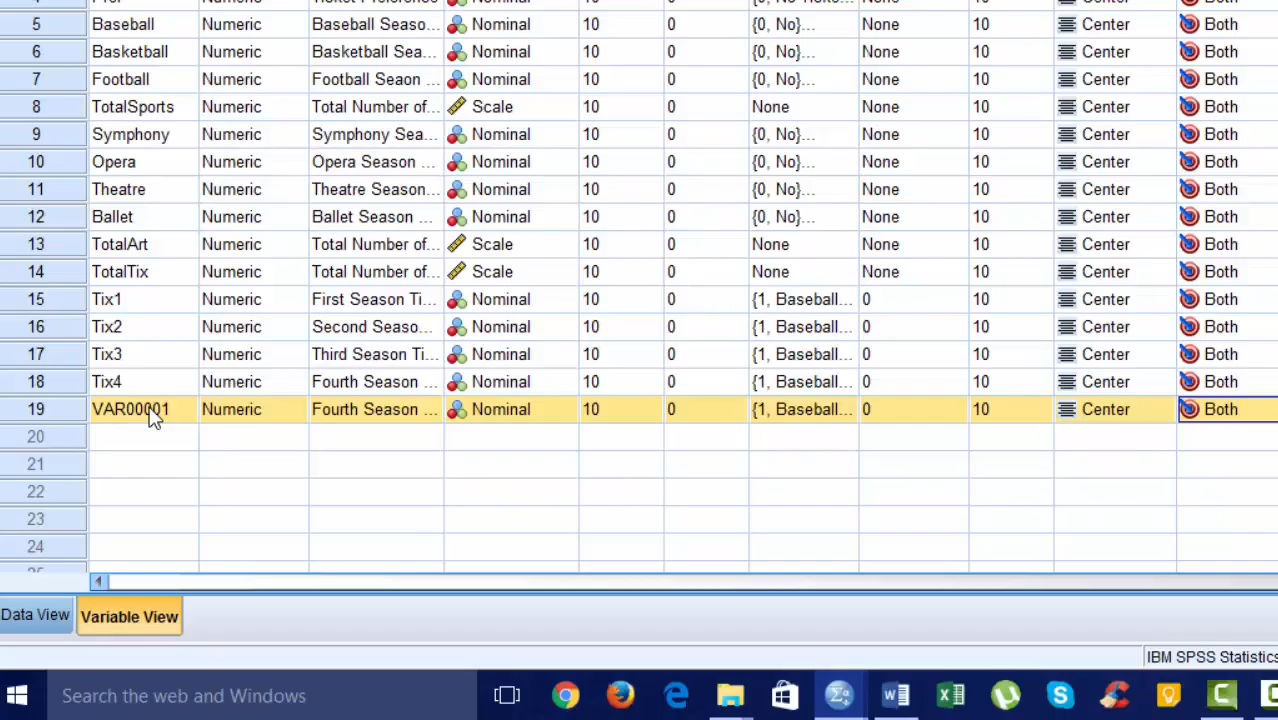 5 Baseball Numeric Baseball Seaso... Nominal 10 0 {0, No}... None 10 Center Both
6 Basketball Numeric Basketball Sea... Nominal 10 0 {0, No}... None 10 Center Both
7 Football Numeric Football Seaon ... Nominal 10 0 {0, No}... None 10 Center Both
8 TotalSports Numeric Total Number of... Scale 10 0 None None 10 Center Both
9 Symphony Numeric Symphony Sea... Nominal 10 0 {0, No}... None 10 Center Both
10 Opera Numeric Opera Season ... Nominal 10 0 {0, No}... None 10 Center Both
11 Theatre Numeric Theatre Season... Nominal 10 0 {0, No}... None 10 Center Both
12 Ballet Numeric Ballet Season ... Nominal 10 0 {0, No}... None 10 Center Both
13 TotalArt Numeric Total Number of... Scale 10 0 None None 10 Center Both
14 TotalTix Numeric Total Number of... Scale 10 0 None None 10 Center Both
15 Tix1 Numeric First Season Ti... Nominal 10 0 {1, Baseball... 0 10 Center Both
16 Tix2 Numeric Second Seaso... Nominal 10 0 {1, Baseball... 0 10 Center Both
17 Tix3 Numeric Third Season Ti... Nominal 10 0 {1, Baseball... 0 10 Center Both
18 Tix4 Numeric Fourth Season ... Nominal 10 0 {1, Baseball... 0 10 Center Both
19 VAR00001 Numeric Fourth Season ... Nominal 10 0 {1, Baseball... 0 10 Center Both
20
21
22
23
24
Data View Variable View
IBM SPSS Statistics
Search the web and Windows